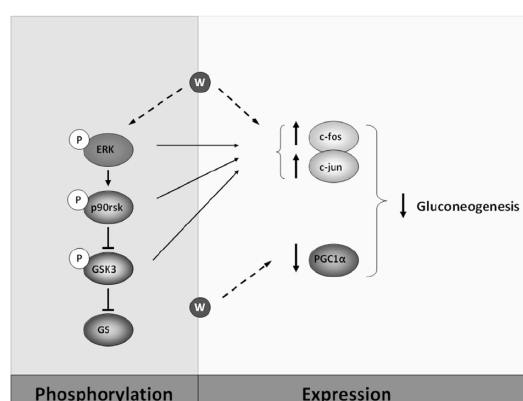 W
P
ERK
c-fos
c-jun
P
p90rsk
Gluconeogenesis
P
GSK3
PGC1α
W
GS
Phosphorylation
Expression